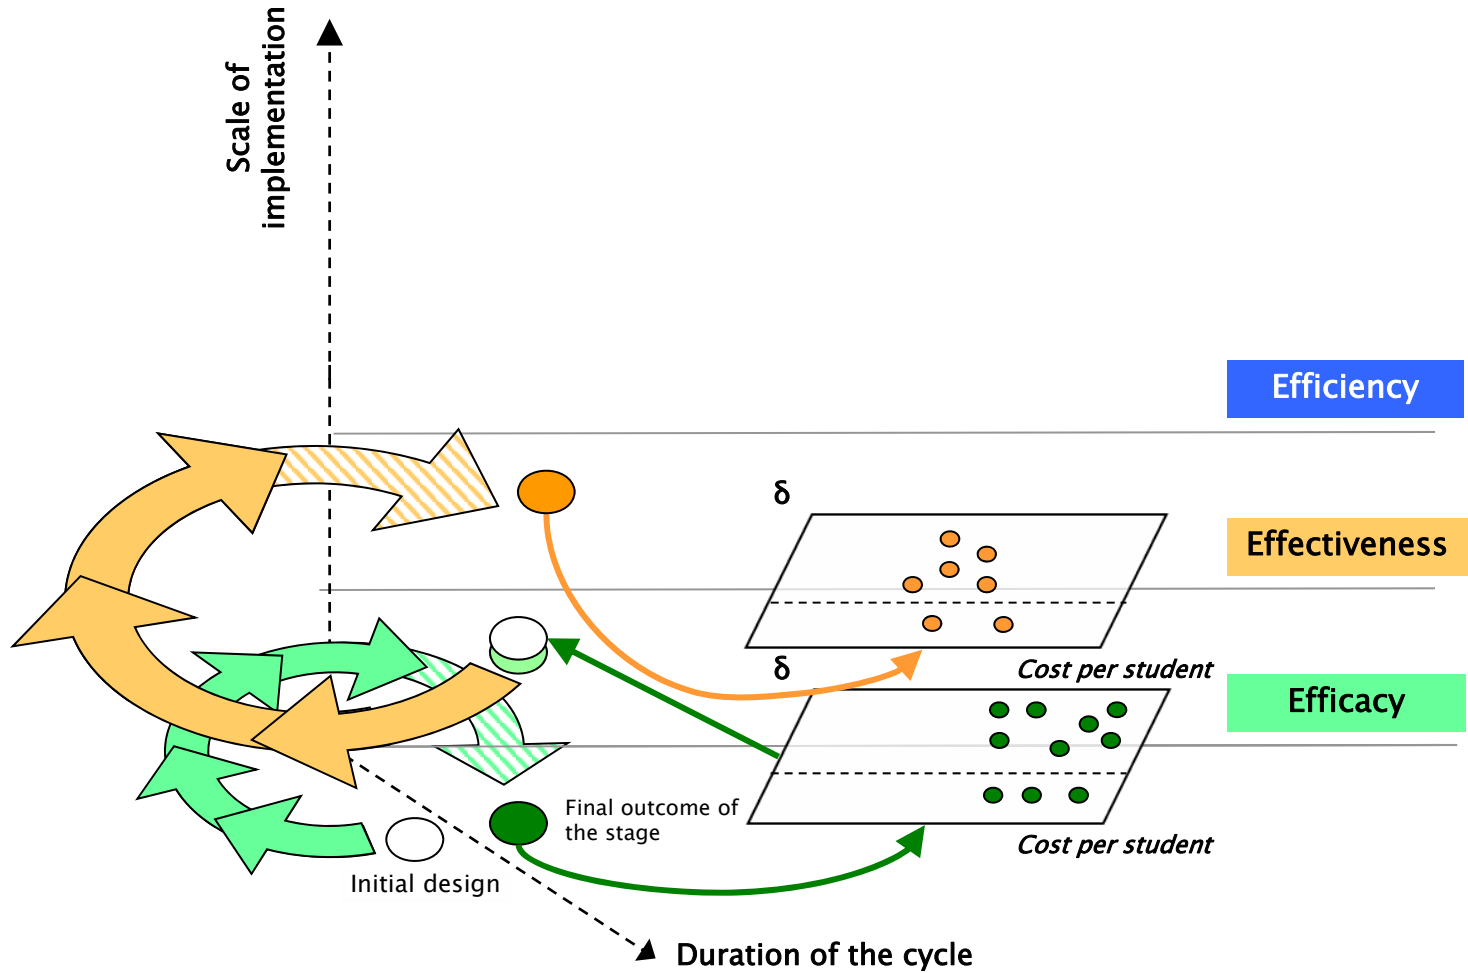 Scale of
implementation
Efficiency
δ
Effectiveness
Cost per student
δ
Efficacy
Final outcome of
the stage
Cost per student
Initial design
Duration of the cycle